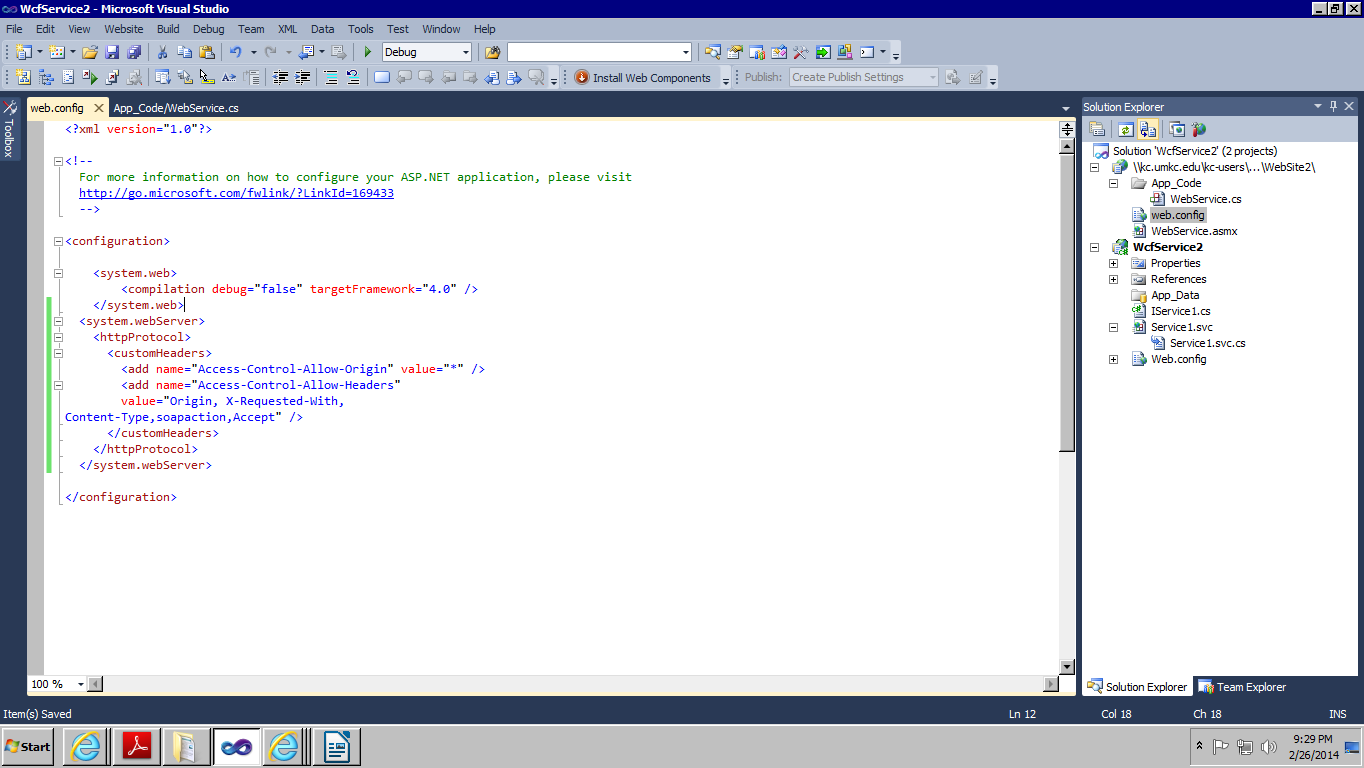 WcfService2 - Microsoft Visual Studio
File Edit View Website Build Debug Team XML Data Tools Test Window Help
Debug
Install Web Components Publish: Create Publish Settings
Toolbox
web.config App_Code/WebService.cs
<?xml version="1.0"?>
<!--
For more information on how to configure your ASP.NET application, please visit
http://go.microsoft.com/fwlink/?LinkId=169433
-->
<configuration>
<system.web>
<compilation debug="false" targetFramework="4.0" />
</system.web>
<system.webServer>
<httpProtocol>
<customHeaders>
<add name="Access-Control-Allow-Origin" value="*" />
<add name="Access-Control-Allow-Headers"
value="Origin, X-Requested-With,
Content-Type,soapaction,Accept" />
</customHeaders>
</httpProtocol>
</system.webServer>
</configuration>
100 %
Solution Explorer
Solution 'WcfService2' (2 projects)
\\kc.umkc.edu\kc-users\...\WebSite2\
App_Code
WebService.cs
web.config
WebService.asmx
WcfService2
Properties
References
App_Data
IService1.cs
Service1.svc
Service1.svc.cs
Web.config
Solution Explorer Team Explorer
Item(s) Saved Ln 12 Col 18 Ch 18 INS
Start
9:29 PM
2/26/2014